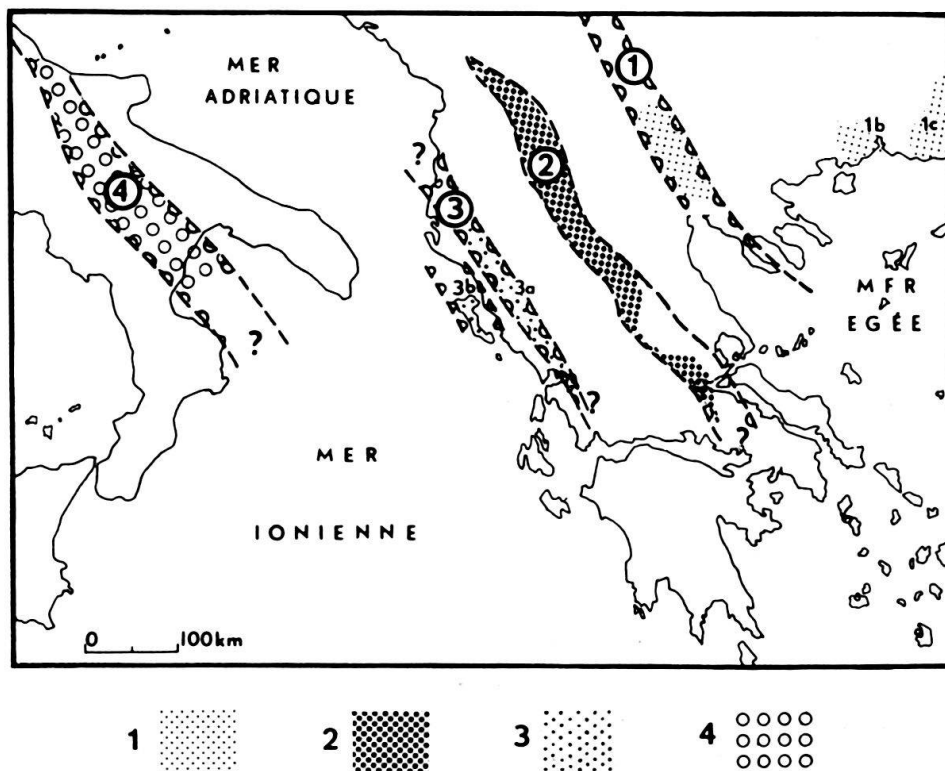 MER
ADRIATIQUE
1
1b
1c
2
?
4
3
3b
3a
MFR
EGÉE
?
?
?
MER
IONIENNE
0 100km
1 2 3 4